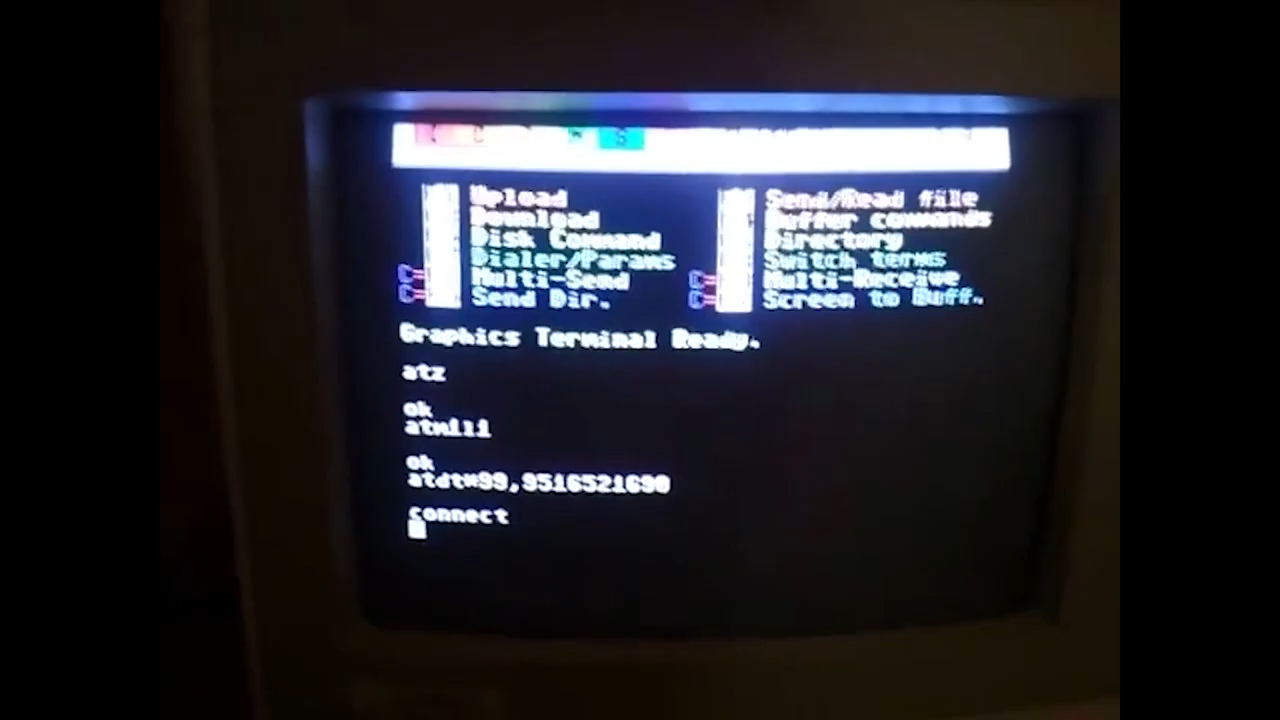 Upload Send/Read file
Download Buffer commands
Disk Command Directory
Dialer/Params Switch terms
C= Multi-Send C= Multi-Receive
C= Send Dir. C= Screen to Buff.
Graphics Terminal Ready.
atz
ok
atm1l1
ok
atdt*99,9516521690
connect